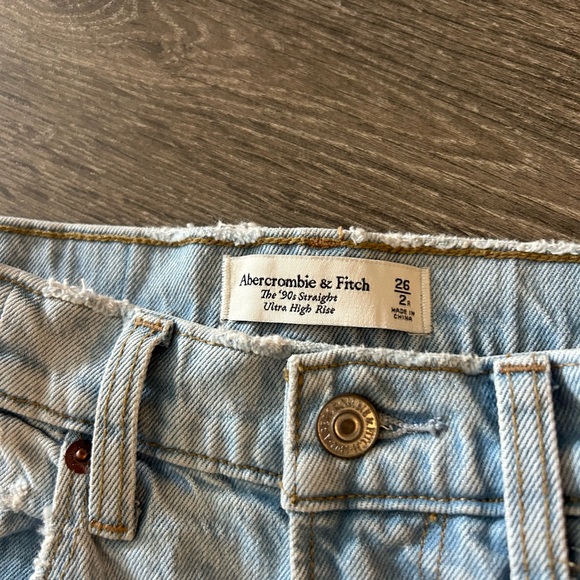 Abercrombie & Fitch
The '90s Straight
Ultra High Rise
26
2R
MADE IN
CHINA